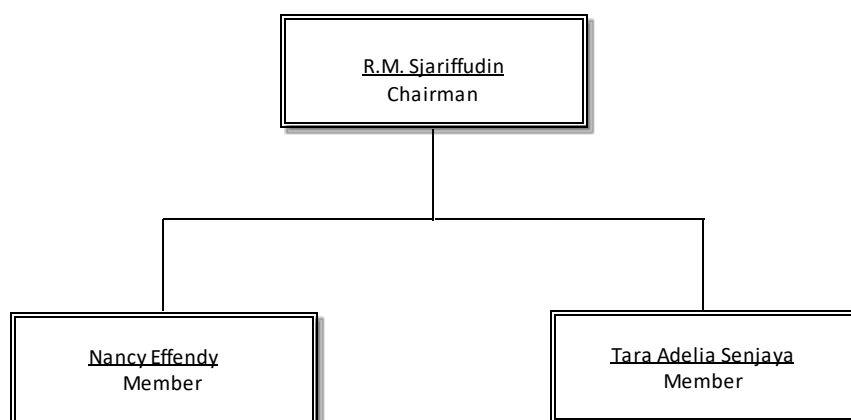 R.M. Sjariffudin
Chairman
Nancy Effendy
Member
Tara Adelia Senjaya
Member